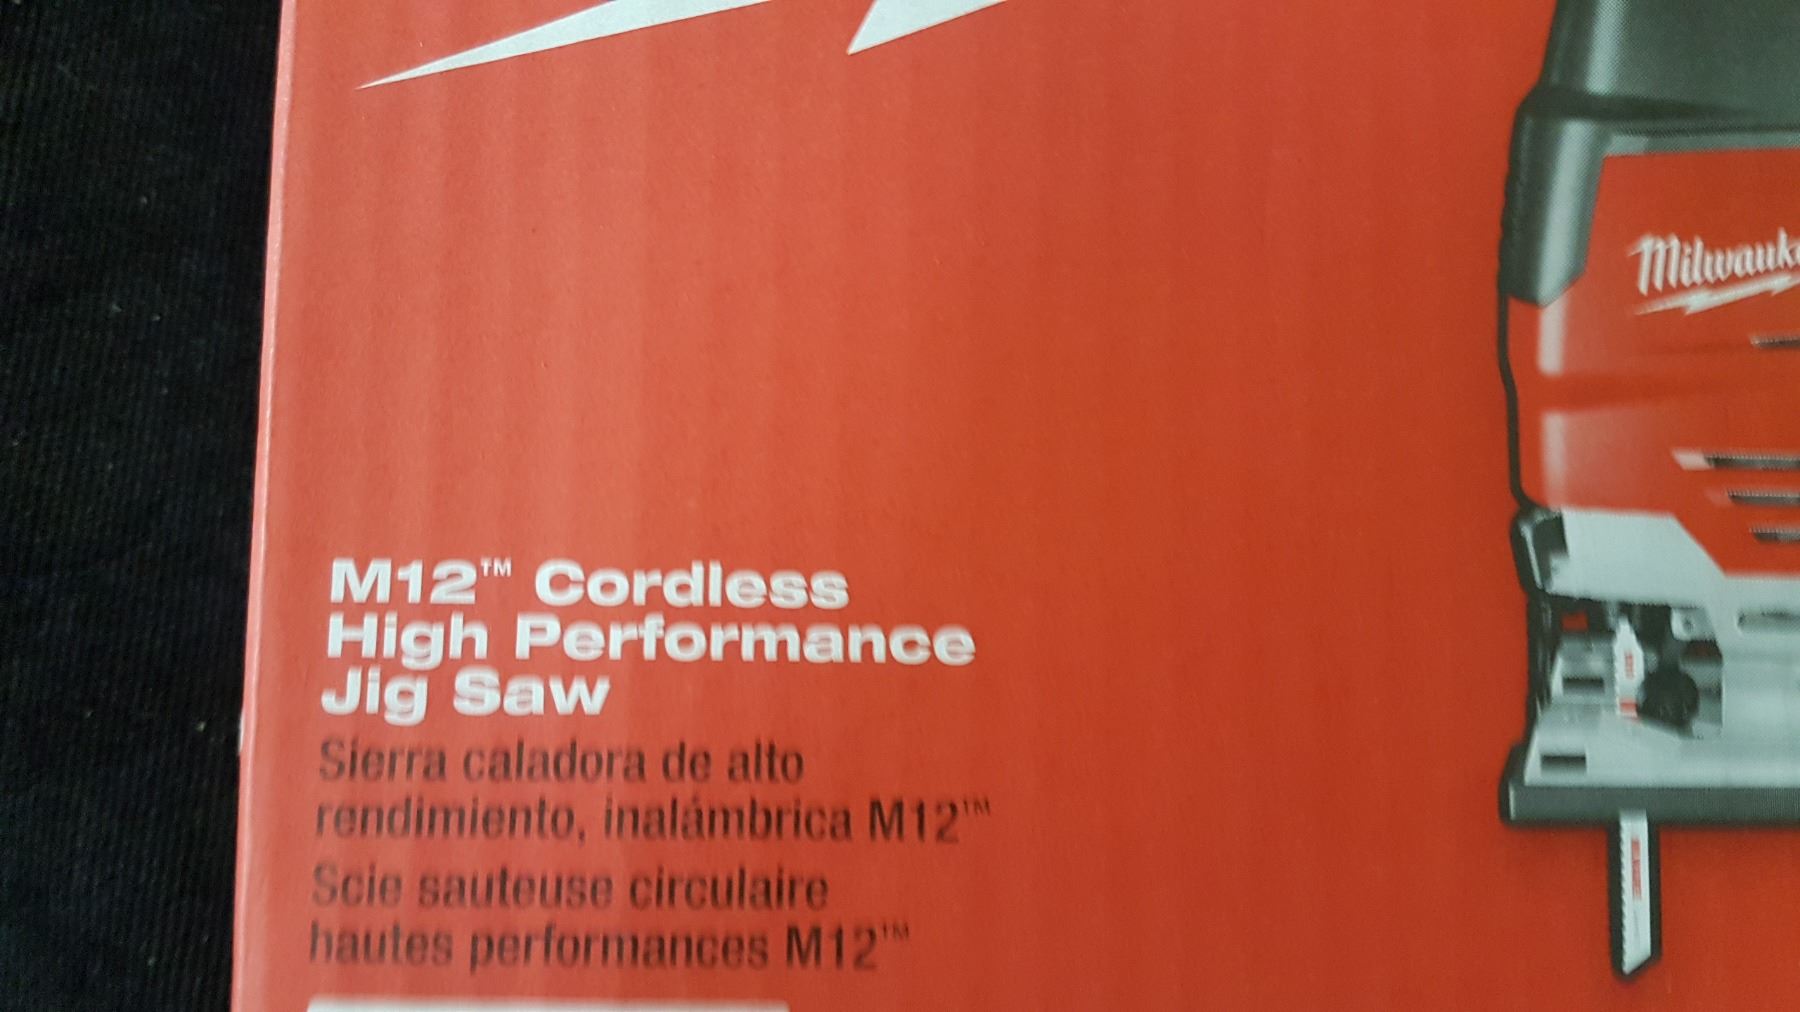 Milwauk
M12™ Cordless
High Performance
Jig Saw
Sierra caladora de alto
rendimiento, inalámbrica M12™
Scie sauteuse circulaire
hautes performances M12™